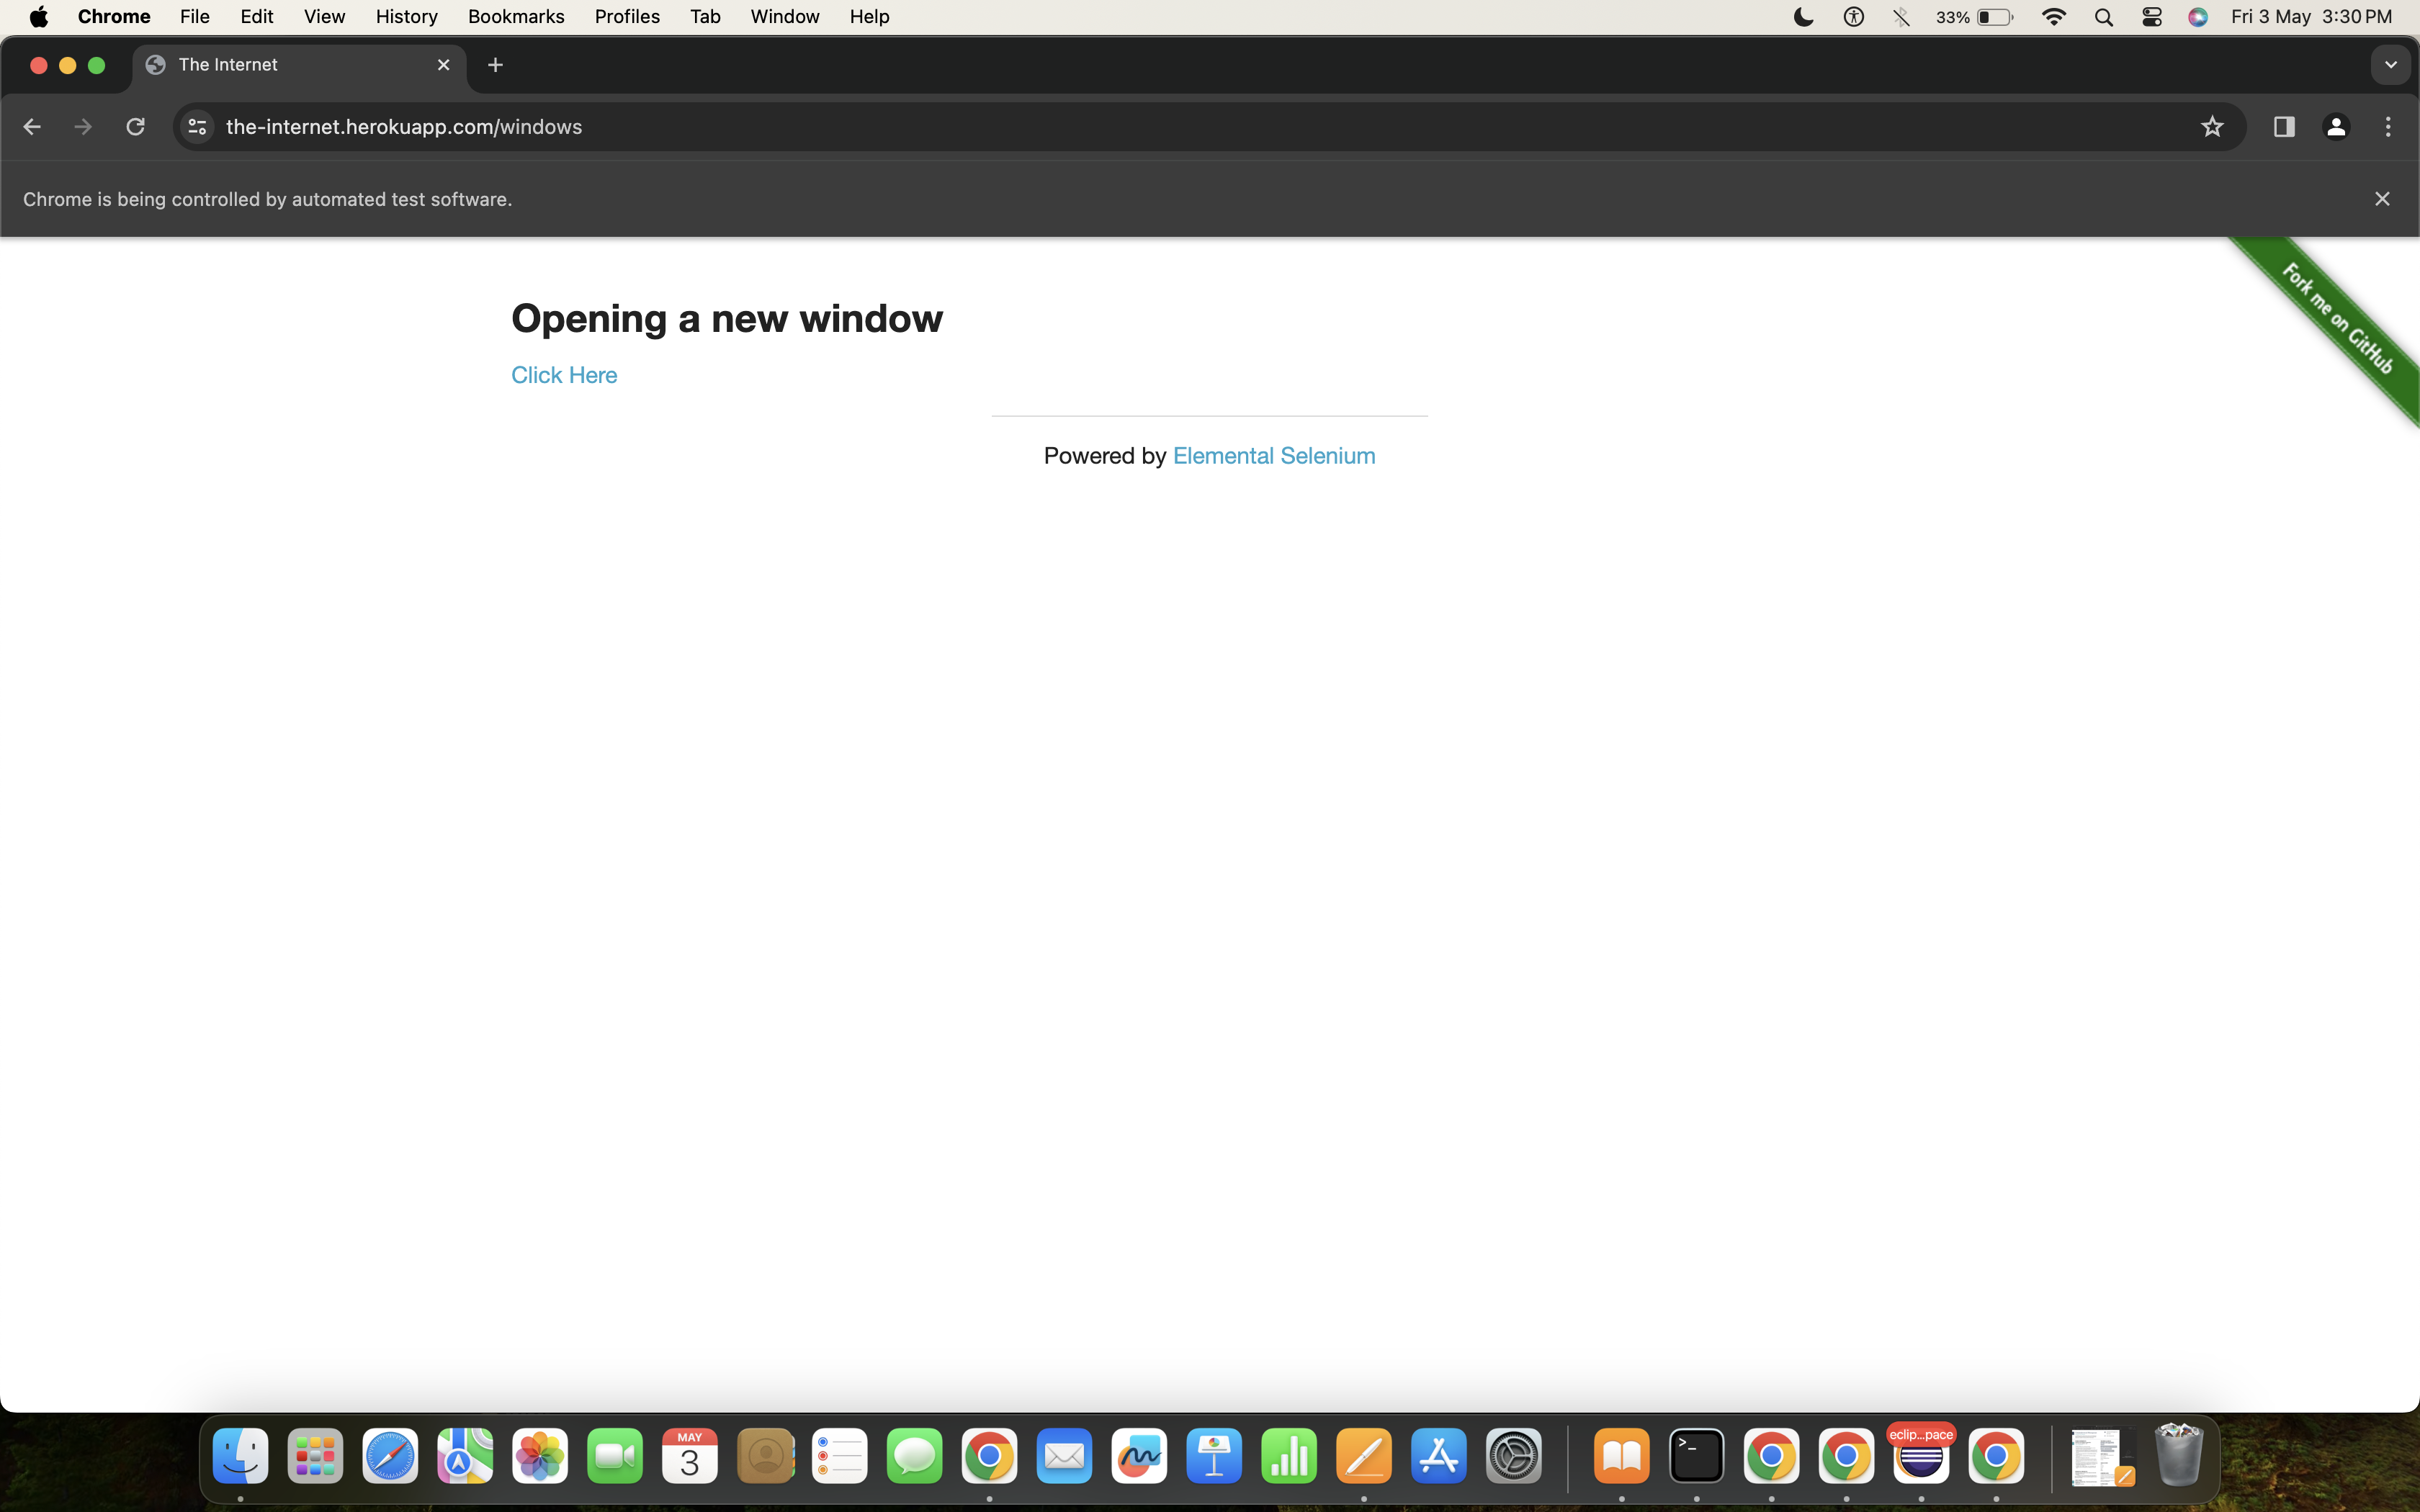 Chrome File Edit View History Bookmarks Profiles Tab Window Help 33% Fri 3 May 3:30 PM
The Internet
the-internet.herokuapp.com/windows
Chrome is being controlled by automated test software.
Fork me on GitHub
Opening a new window
Click Here
Powered by Elemental Selenium
MAY
3
eclip...pace
>_